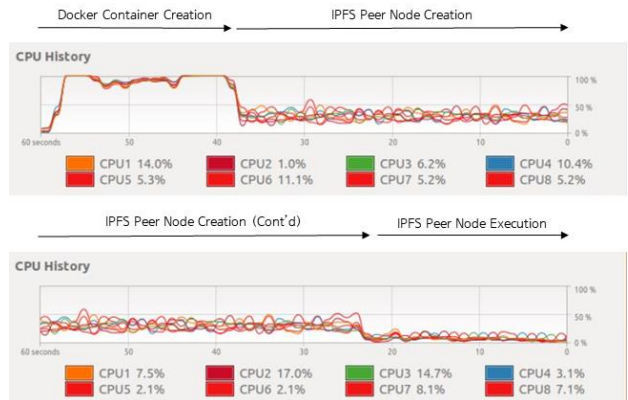 Docker Container Creation IPFS Peer Node Creation
CPU History
100 %
50 %
0 %
60 seconds 50 40 30 20 10 0
CPU1 14.0% CPU2 1.0% CPU3 6.2% CPU4 10.4%
CPU5 5.3% CPU6 11.1% CPU7 5.2% CPU8 5.2%
IPFS Peer Node Creation (Cont'd) IPFS Peer Node Execution
CPU History
100 %
50 %
0 %
60 seconds 50 40 30 20 10 0
CPU1 7.5% CPU2 17.0% CPU3 14.7% CPU4 3.1%
CPU5 2.1% CPU6 2.1% CPU7 8.1% CPU8 7.1%